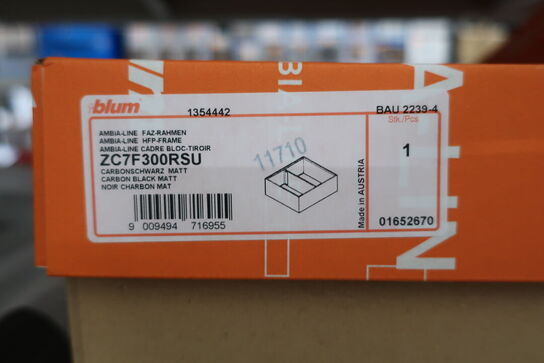 blum
1354442
BAU 2239-4
Stk./Pcs
AMBIA-LINE FAZ-RAHMEN
AMBIA-LINE HFP-FRAME
AMBIA-LINE CADRE BLOC-TIROIR
ZC7F300RSU
1
CARBONSCHWARZ MATT
CARBON BLACK MATT
NOIR CHARBON MAT
11710
Made in AUSTRIA
9 009494 716955
01652670